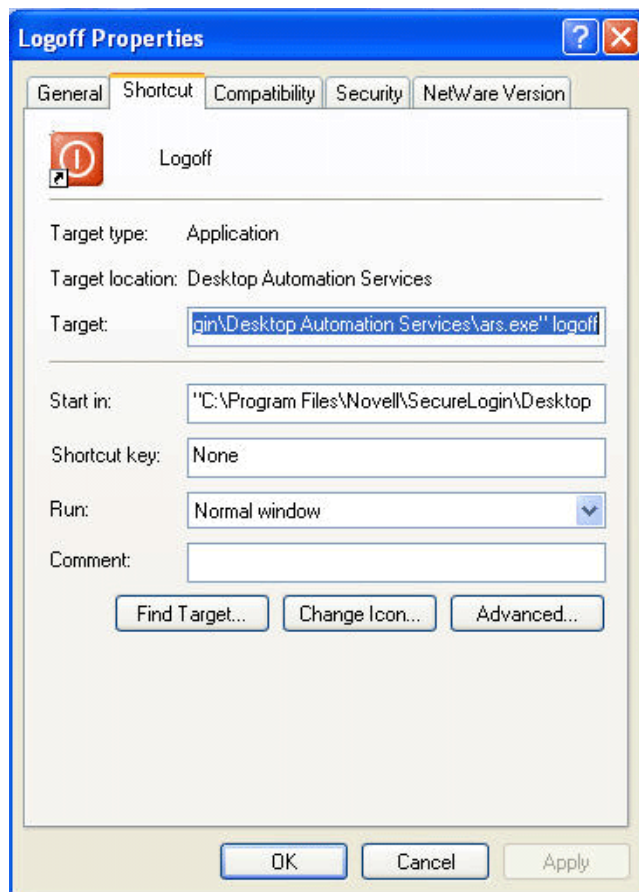 Logoff Properties
General Shortcut Compatibility Security NetWare Version
Logoff
Target type: Application
Target location: Desktop Automation Services
Target: gin\Desktop Automation Services\ars.exe" logoff
Start in: "C:\Program Files\Novell\SecureLogin\Desktop
Shortcut key: None
Run: Normal window
Comment:
Find Target... Change Icon... Advanced...
OK Cancel Apply